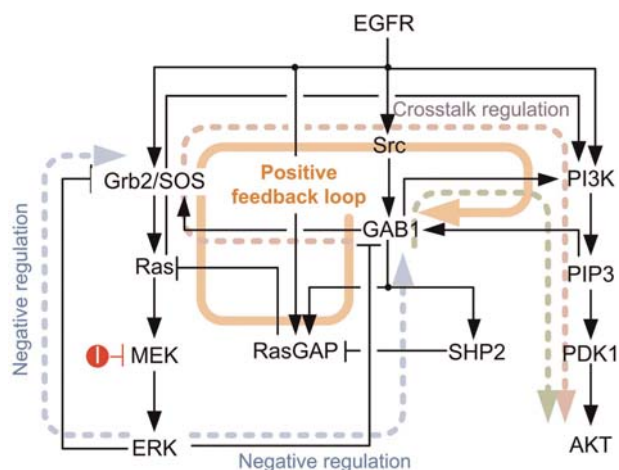 EGFR
Crosstalk regulation
Src
Grb2/SOS
Positive
feedback loop
PI3K
GAB1
Ras
PIP3
Negative regulation
I
MEK
RasGAP
SHP2
PDK1
ERK
Negative regulation
AKT